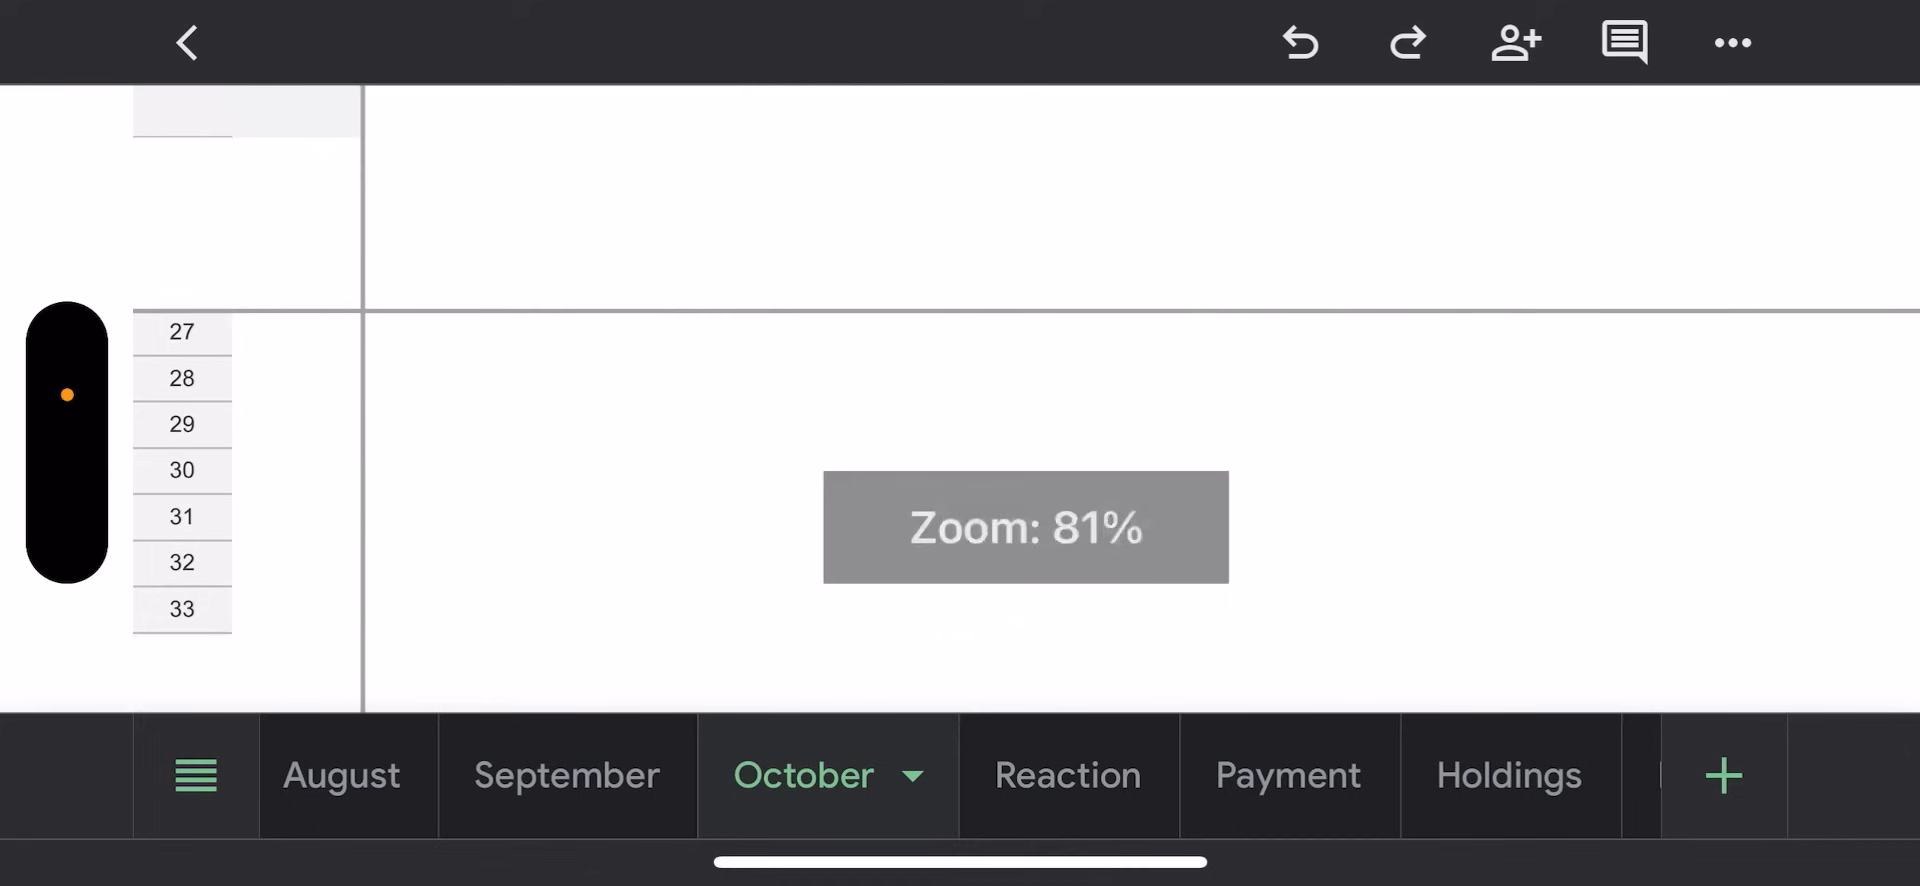 27
28
29
30
31
32
33
Zoom: 81%
August
September
October
Reaction
Payment
Holdings